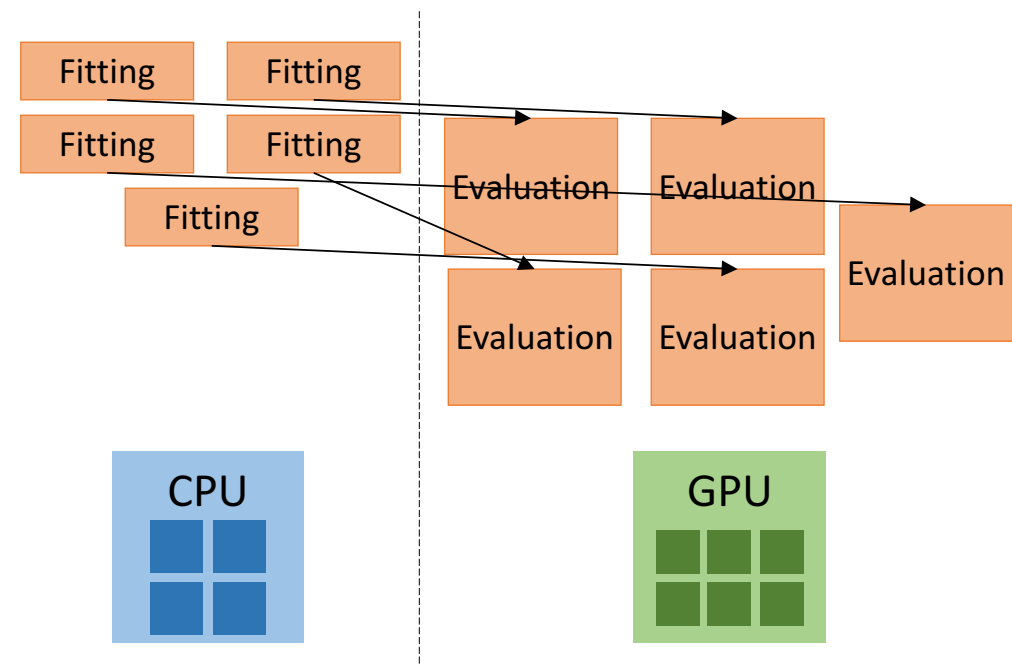 Fitting
Fitting
Fitting
Fitting
Fitting
Evaluation
Evaluation
Evaluation
Evaluation
Evaluation
CPU
GPU